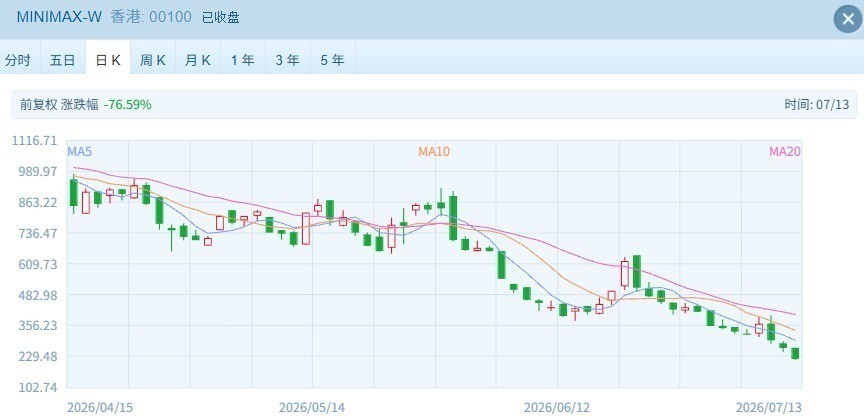 MINIMAX-W 香港: 00100 已收盘
分时 五日 日K 周K 月K 1年 3年 5年
前复权 涨跌幅 -76.59% 时间: 07/13
1116.71
MA5 MA10 MA20
989.97
863.22
736.47
609.73
482.98
356.23
229.48
102.74
2026/04/15 2026/05/14 2026/06/12 2026/07/13